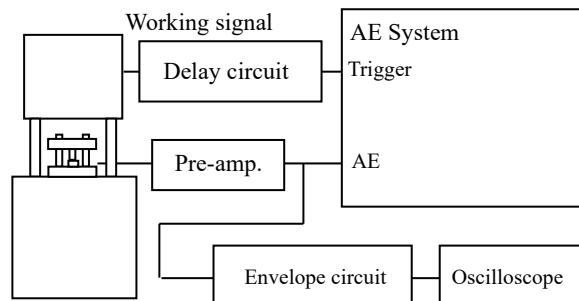 Working signal
AE System
Delay circuit
Trigger
Pre-amp.
AE
Envelope circuit
Oscilloscope